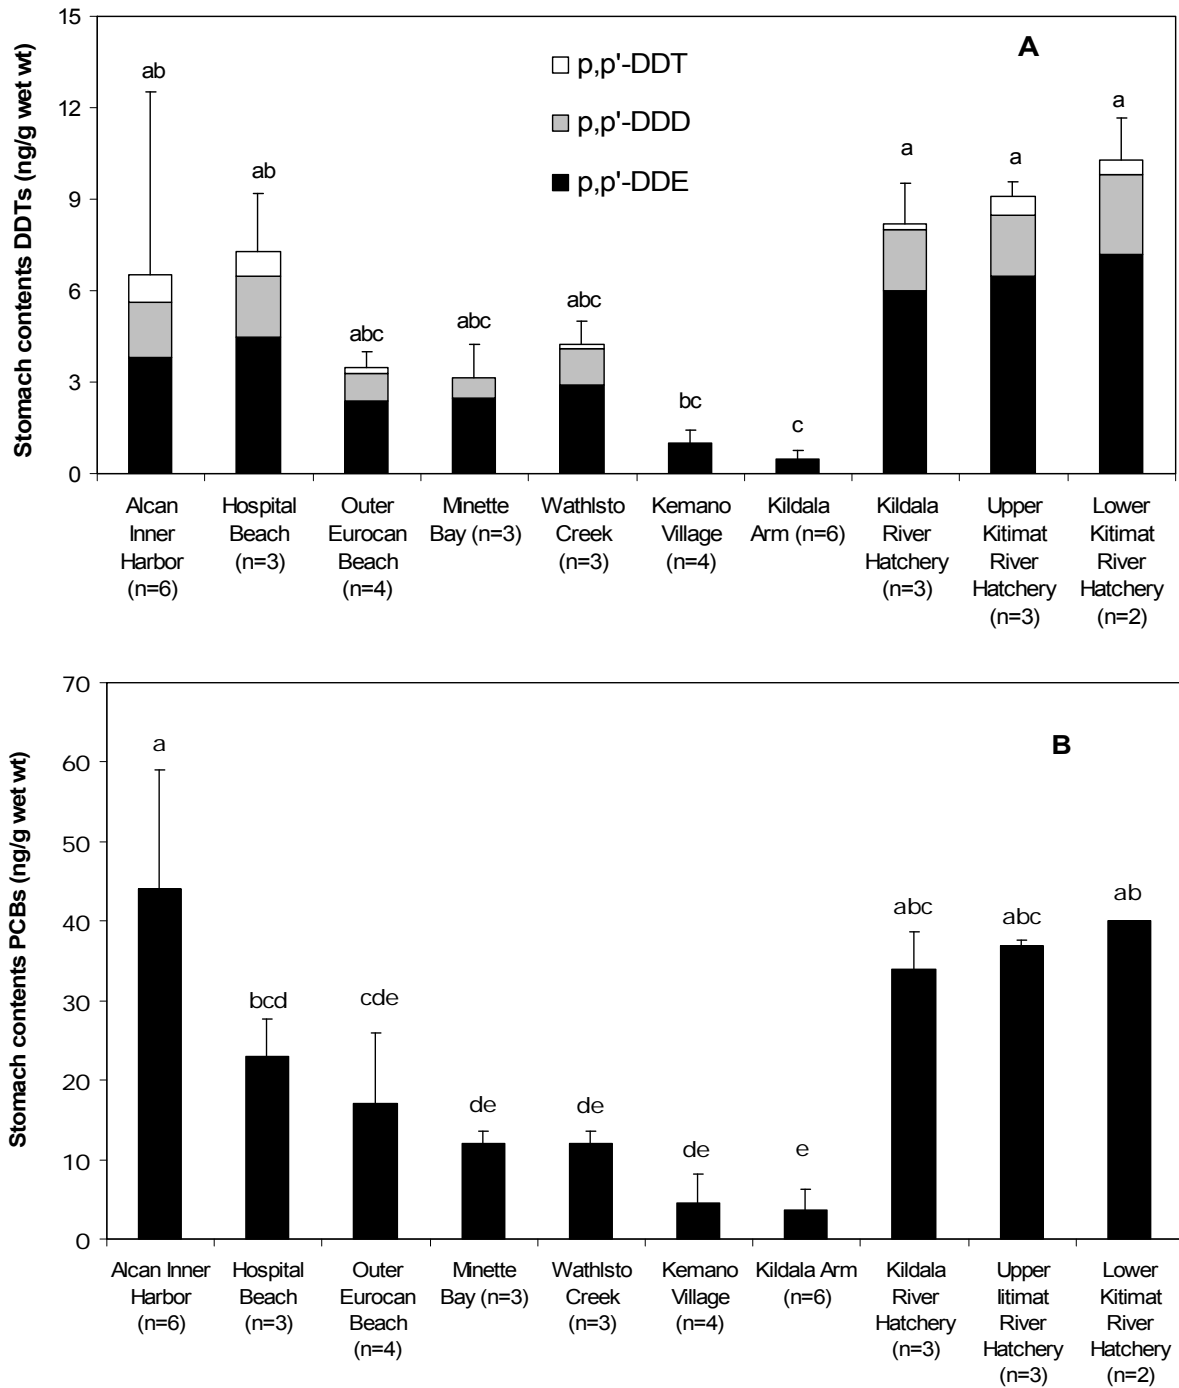 Stomach contents DDTs (ng/g wet wt)
15
12
9
6
3
0
A
p,p'-DDT
p,p'-DDD
p,p'-DDE
ab
ab
abc
abc
abc
bc
c
a
a
a
Alcan
Inner
Harbor
(n=6)
Hospital
Beach
(n=3)
Outer
Eurocan
Beach
(n=4)
Minette
Bay (n=3)
Wathlsto
Creek
(n=3)
Kemano
Village
(n=4)
Kildala
Arm (n=6)
Kildala
River
Hatchery
(n=3)
Upper
Kitimat
River
Hatchery
(n=3)
Lower
Kitimat
River
Hatchery
(n=2)
Stomach contents PCBs (ng/g wet wt)
70
60
50
40
30
20
10
0
B
a
bcd
cde
de
de
de
e
abc
abc
ab
Alcan Inner
Harbor
(n=6)
Hospital
Beach
(n=3)
Outer
Eurocan
Beach
(n=4)
Minette
Bay (n=3)
Wathlsto
Creek
(n=3)
Kemano
Village
(n=4)
Kildala Arm
(n=6)
Kildala
River
Hatchery
(n=3)
Upper
Iitimat
River
Hatchery
(n=3)
Lower
Kitimat
River
Hatchery
(n=2)